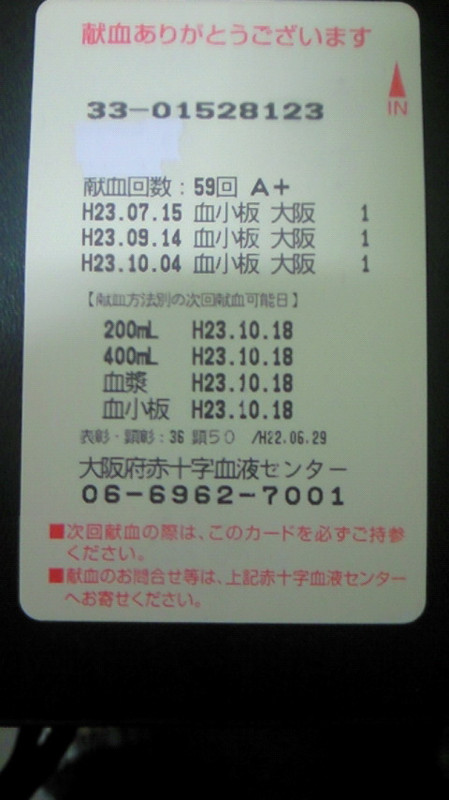 献血ありがとうございます
IN
33-01528123
献血回数：59回 A+
H23.07.15 血小板 大阪 1
H23.09.14 血小板 大阪 1
H23.10.04 血小板 大阪 1
【献血方法別の次回献血可能日】
200mL H23.10.18
400mL H23.10.18
血漿 H23.10.18
血小板 H23.10.18
表彰・顕彰：36 顕50 /H22.06.29
大阪府赤十字血液センター
06-6962-7001
■次回献血の際は、このカードを必ずご持参
ください。
■献血のお問合せ等は、上記赤十字血液センター
へお寄せください。